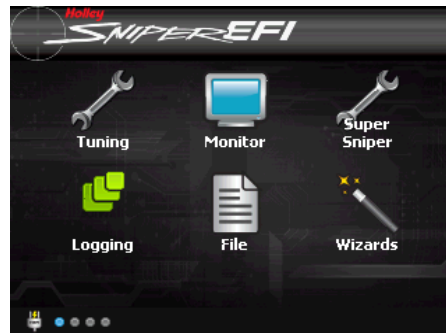 Holley
SNIPER EFI
Tuning
Monitor
Super
Sniper
Logging
File
Wizards